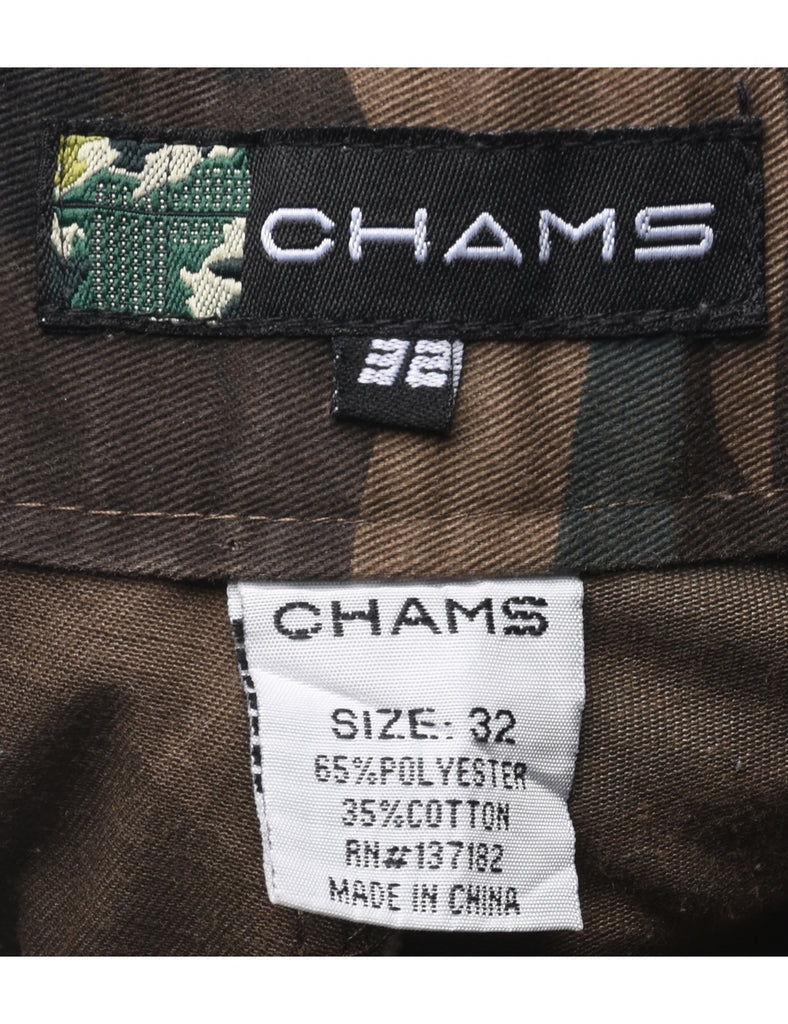 CHAMS
32
CHAMS
SIZE: 32
65%POLYESTER
35%COTTON
RN#137182
MADE IN CHINA